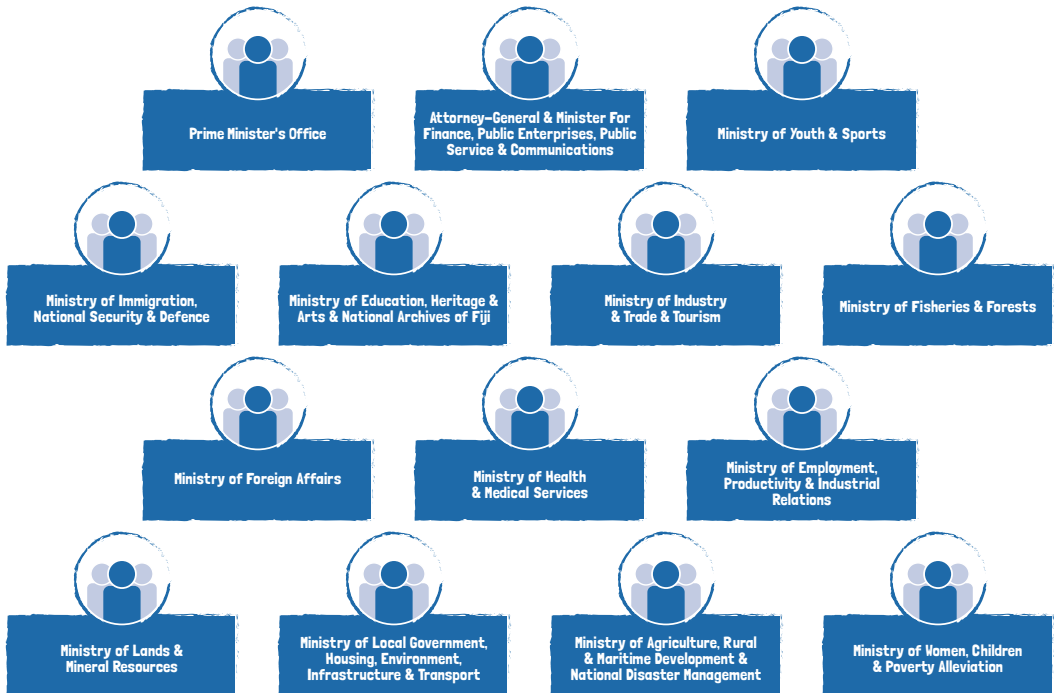 Prime Minister's Office
Attorney-General & Minister For
Finance, Public Enterprises, Public
Service & Communications
Ministry of Youth & Sports
Ministry of Immigration,
National Security & Defence
Ministry of Education, Heritage &
Arts & National Archives of Fiji
Ministry of Industry
& Trade & Tourism
Ministry of Fisheries & Forests
Ministry of Foreign Affairs
Ministry of Health
& Medical Services
Ministry of Employment,
Productivity & Industrial
Relations
Ministry of Lands &
Mineral Resources
Ministry of Local Government,
Housing, Environment,
Infrastructure & Transport
Ministry of Agriculture, Rural
& Maritime Development &
National Disaster Management
Ministry of Women, Children
& Poverty Alleviation